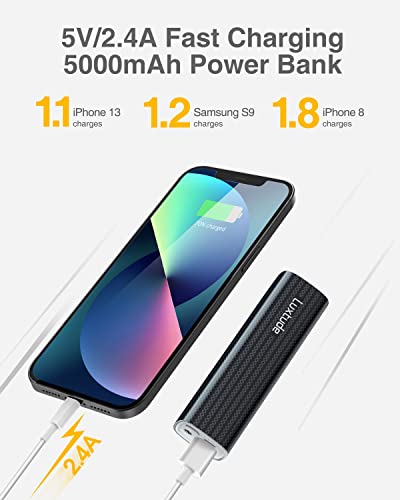 5V/2.4A Fast Charging
5000mAh Power Bank
1.1 iPhone 13 charges
1.2 Samsung S9 charges
1.8 iPhone 8 charges
% charged
Luxtude
2.4A